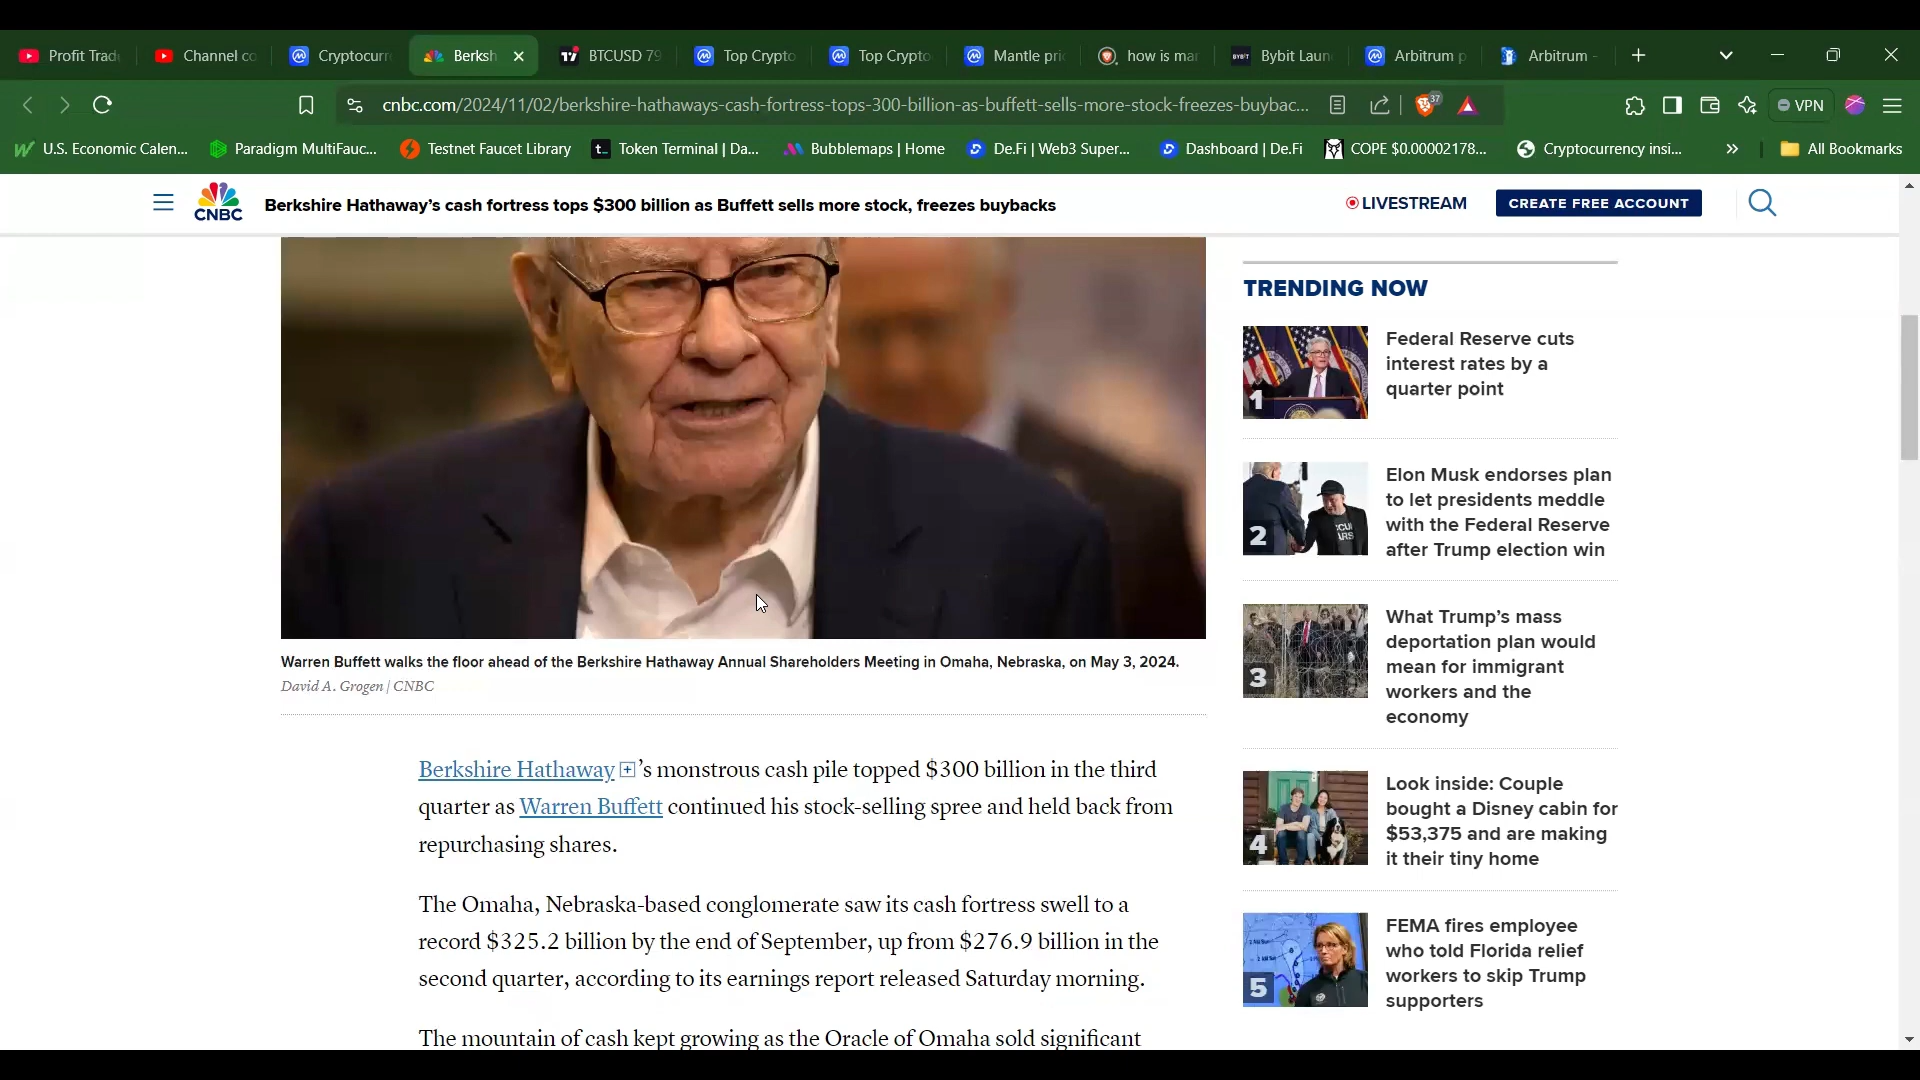 Profit Trad
Channel co
Cryptocurr
Berksh
BTCUSD 79
Top Crypto
Top Crypto
Mantle pri
how is mar
BYBIT
Bybit Laun
Arbitrum p
Arbitrum -
cnbc.com/2024/11/02/berkshire-hathaways-cash-fortress-tops-300-billion-as-buffett-sells-more-stock-freezes-buybac...
37
VPN
U.S. Economic Calen...
Paradigm MultiFauc...
Testnet Faucet Library
Token Terminal | Da...
Bubblemaps | Home
De.Fi | Web3 Super...
Dashboard | De.Fi
COPE $0.00002178...
Cryptocurrency insi...
All Bookmarks
CNBC
Berkshire Hathaway’s cash fortress tops $300 billion as Buffett sells more stock, freezes buybacks
LIVESTREAM
CREATE FREE ACCOUNT
Warren Buffett walks the floor ahead of the Berkshire Hathaway Annual Shareholders Meeting in Omaha, Nebraska, on May 3, 2024.
David A. Grogen | CNBC
Berkshire Hathaway’s monstrous cash pile topped $300 billion in the third
quarter as Warren Buffett continued his stock-selling spree and held back from
repurchasing shares.
The Omaha, Nebraska-based conglomerate saw its cash fortress swell to a
record $325.2 billion by the end of September, up from $276.9 billion in the
second quarter, according to its earnings report released Saturday morning.
The mountain of cash kept growing as the Oracle of Omaha sold significant
TRENDING NOW
1
Federal Reserve cuts
interest rates by a
quarter point
2
Elon Musk endorses plan
to let presidents meddle
with the Federal Reserve
after Trump election win
3
What Trump’s mass
deportation plan would
mean for immigrant
workers and the
economy
4
Look inside: Couple
bought a Disney cabin for
$53,375 and are making
it their tiny home
5
FEMA fires employee
who told Florida relief
workers to skip Trump
supporters